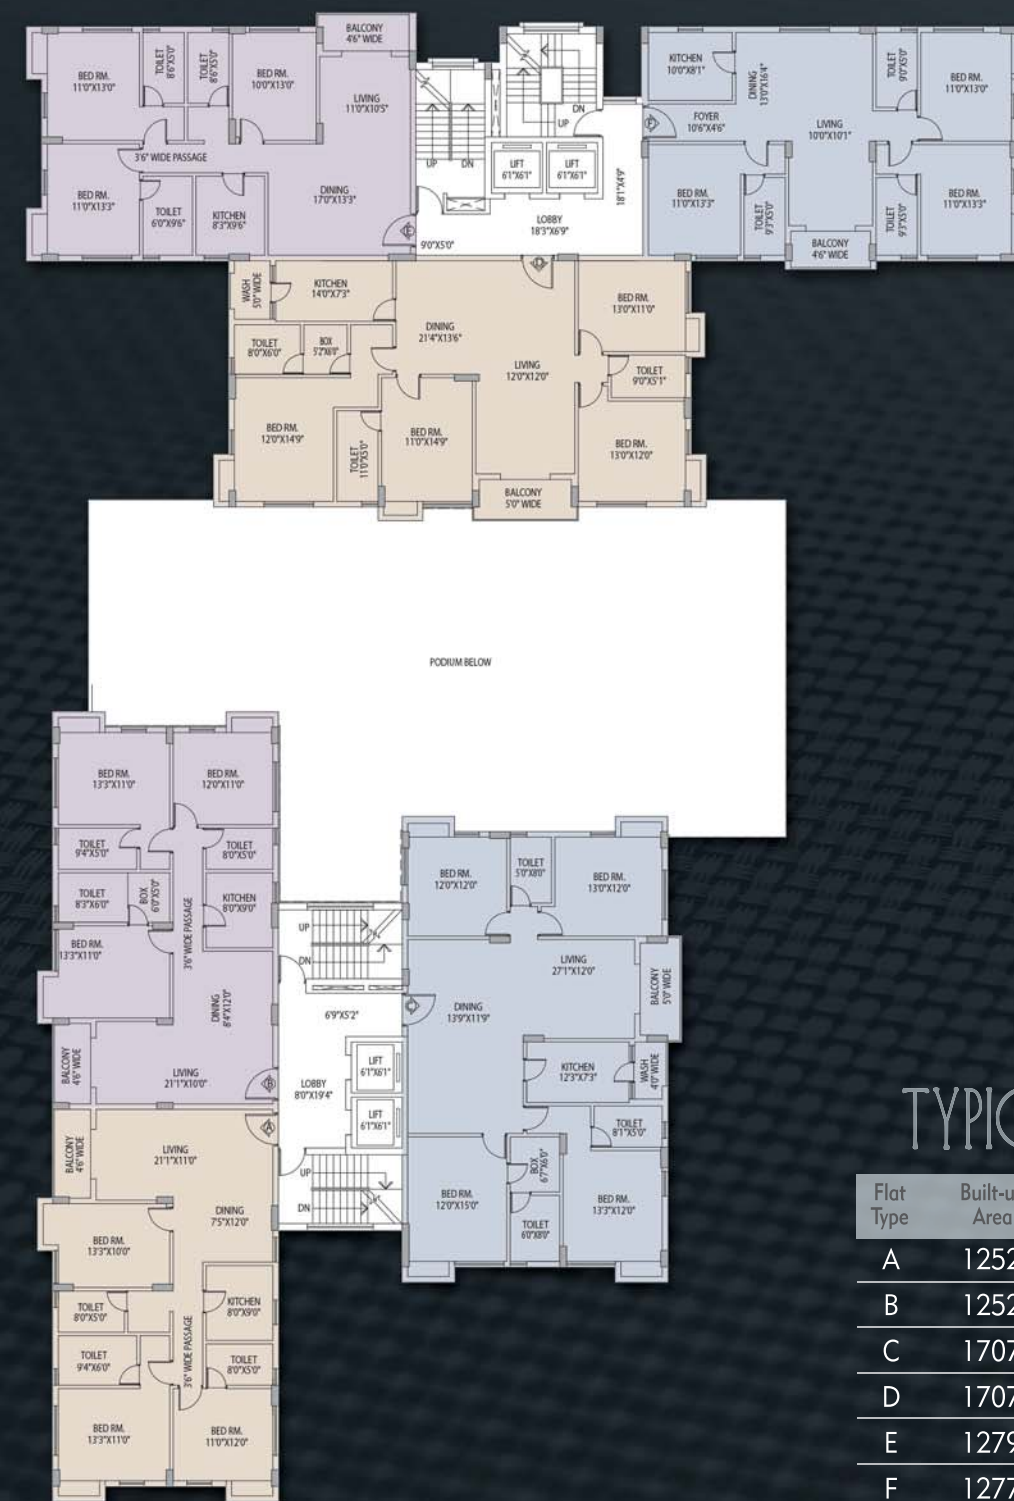 BALCONY
4'6" WIDE
BED RM.
11'0"X13'0"
TOILET
8'6"X5'0"
TOILET
8'6"X5'0"
BED RM.
10'0"X13'0"
LIVING
11'0"X10'5"
3'6" WIDE PASSAGE
BED RM.
11'0"X13'3"
TOILET
6'0"X9'6"
KITCHEN
8'3"X9'6"
DINING
17'0"X13'3"
E
UP
DN
DN
UP
LIFT
6'1"X6'1"
LIFT
6'1"X6'1"
18'1"X4'9"
LOBBY
18'3"X6'9"
9'0"X5'0"
KITCHEN
10'0"X8'1"
DINING
13'0"X16'4"
TOILET
9'0"X5'0"
BED RM.
11'0"X13'0"
F
FOYER
10'6"X4'6"
LIVING
10'0"X10'1"
BED RM.
11'0"X13'3"
TOILET
9'3"X5'0"
TOILET
9'3"X5'0"
BED RM.
11'0"X13'3"
BALCONY
4'6" WIDE
WASH
5'0" WIDE
KITCHEN
14'0"X7'3"
D
BED RM.
13'0"X11'0"
DINING
21'4"X13'6"
TOILET
8'0"X6'0"
BOX
5'2"X6'0"
LIVING
12'0"X12'0"
TOILET
9'0"X5'1"
BED RM.
12'0"X14'9"
TOILET
11'0"X5'0"
BED RM.
11'0"X14'9"
BED RM.
13'0"X12'0"
BALCONY
5'0" WIDE
PODIUM BELOW
BED RM.
13'3"X11'0"
BED RM.
12'0"X11'0"
TOILET
9'4"X5'0"
TOILET
8'0"X5'0"
TOILET
8'3"X6'0"
BOX
6'0"X5'0"
KITCHEN
8'0"X9'0"
3'6" WIDE PASSAGE
BED RM.
13'3"X11'0"
DINING
8'4"X12'0"
BALCONY
4'6" WIDE
LIVING
21'1"X10'0"
B
UP
DN
6'9"X5'2"
LIFT
6'1"X6'1"
LOBBY
8'0"X19'4"
LIFT
6'1"X6'1"
UP
DN
BED RM.
12'0"X12'0"
TOILET
5'0"X8'0"
BED RM.
13'0"X12'0"
LIVING
27'1"X12'0"
BALCONY
5'0" WIDE
C
DINING
13'9"X11'9"
KITCHEN
12'3"X7'3"
WASH
4'0" WIDE
TOILET
8'1"X5'0"
BED RM.
12'0"X15'0"
BOX
6'7"X6'0"
TOILET
6'0"X8'0"
BED RM.
13'3"X12'0"
A
BALCONY
4'6" WIDE
LIVING
21'1"X11'0"
DINING
7'5"X12'0"
BED RM.
13'3"X10'0"
TOILET
8'0"X5'0"
KITCHEN
8'0"X9'0"
3'6" WIDE PASSAGE
TOILET
9'4"X6'0"
TOILET
8'0"X5'0"
BED RM.
13'3"X11'0"
BED RM.
11'0"X12'0"
TYPIC
Flat Built-u
Type Area
A 1252
B 1252
C 1707
D 1707
E 1279
F 1277